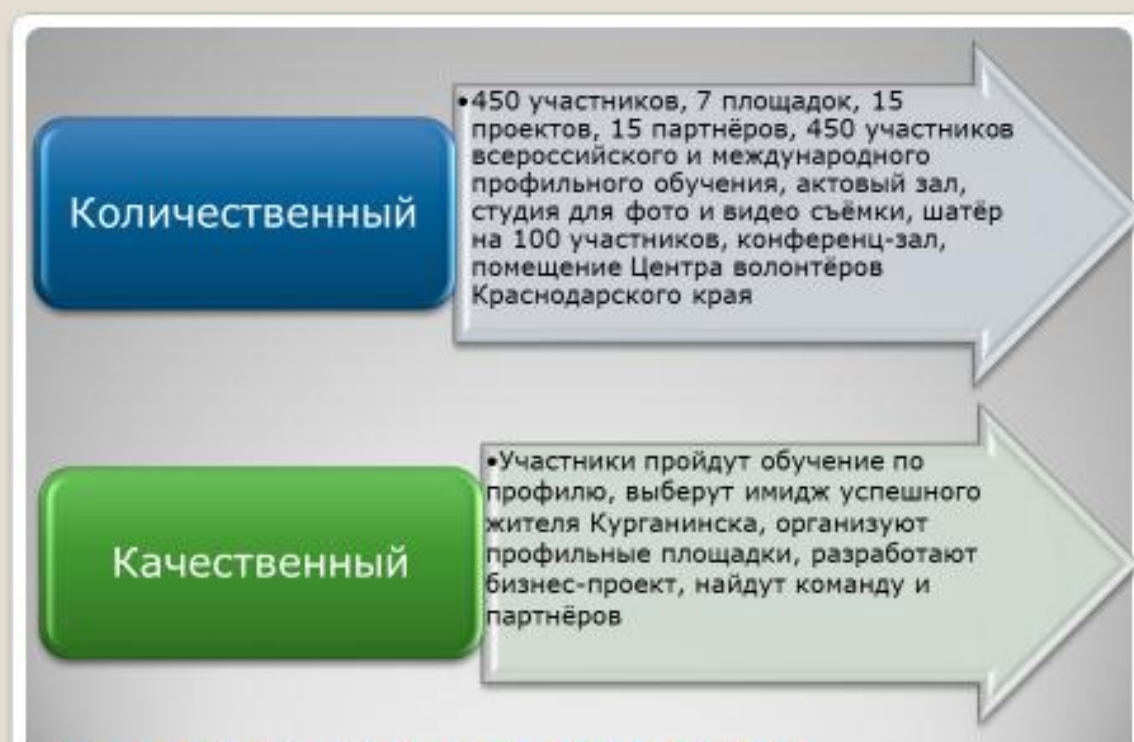 Количественный
•450 участников, 7 площадок, 15
проектов, 15 партнёров, 450 участников
всероссийского и международного
профильного обучения, актовый зал,
студия для фото и видео съёмки, шатёр
на 100 участников, конференц-зал,
помещение Центра волонтёров
Краснодарского края
Качественный
•Участники пройдут обучение по
профилю, выберут имидж успешного
жителя Курганинска, организуют
профильные площадки, разработают
бизнес-проект, найдут команду и
партнёров